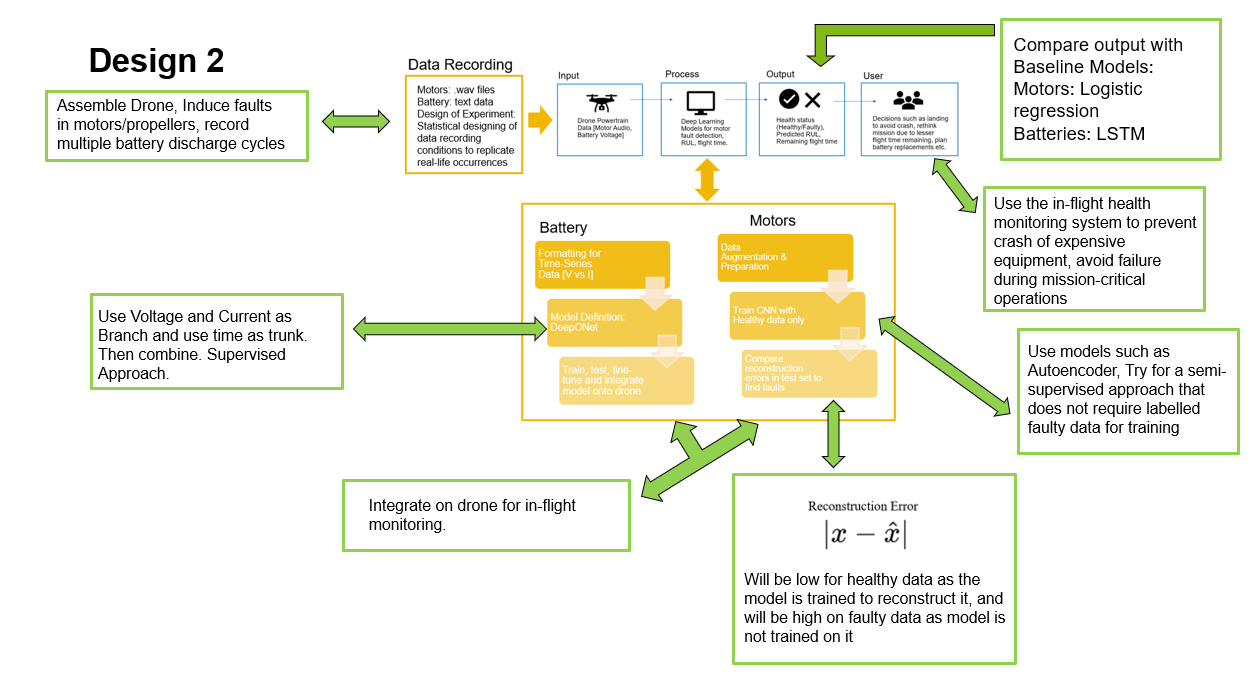 Design 2
Assemble Drone, Induce faults
in motors/propellers, record
multiple battery discharge cycles
Data Recording
Motors: .wav files
Battery: text data
Design of Experiment:
Statistical designing of
data recording
conditions to replicate
real-life occurrences
Input
Drone Powertrain
Data [Motor Audio,
Battery Voltage]
Process
Deep Learning
Models for motor
fault detection,
RUL, flight time.
Output
Health status
(Healthy/Faulty),
Predicted RUL,
Remaining flight time
User
Decisions such as landing
to avoid crash, rethink
mission due to lesser
flight time remaining, plan
battery replacements etc.
Compare output with
Baseline Models:
Motors: Logistic
regression
Batteries: LSTM
Use the in-flight health
monitoring system to prevent
crash of expensive
equipment, avoid failure
during mission-critical
operations
Battery
Formatting for
Time-Series
Data [V vs I]
Model Definition:
DeepONet
Train, test, fine-
tune and integrate
model onto drone
Motors
Data
Augmentation &
Preparation
Train CNN with
Healthy data only
Compare
reconstruction
errors in test set to
find faults
Use Voltage and Current as
Branch and use time as trunk.
Then combine. Supervised
Approach.
Use models such as
Autoencoder, Try for a semi-
supervised approach that
does not require labelled
faulty data for training
Integrate on drone for in-flight
monitoring.
Reconstruction Error
|x − x̂|
Will be low for healthy data as the
model is trained to reconstruct it, and
will be high on faulty data as model is
not trained on it